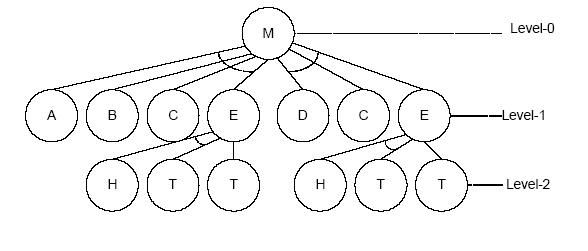 M Level-0
A B C E D C E Level-1
H T T H T T Level-2